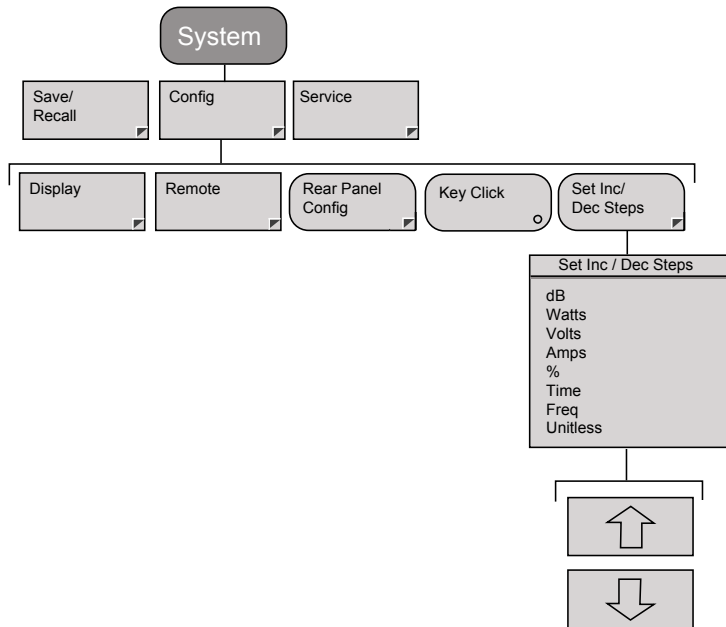 System
Save/
Recall
Config
Service
Display
Remote
Rear Panel
Config
Key Click
Set Inc/
Dec Steps
Set Inc / Dec Steps
dB
Watts
Volts
Amps
%
Time
Freq
Unitless